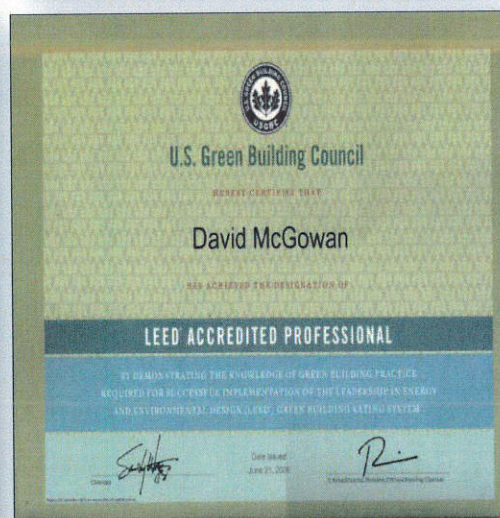 U.S. GREEN BUILDING COUNCIL
USGBC
U.S. Green Building Council
HEREBY CERTIFIES THAT
David McGowan
HAS ACHIEVED THE DESIGNATION OF
LEED ACCREDITED PROFESSIONAL
BY DEMONSTRATING THE KNOWLEDGE OF GREEN BUILDING PRACTICE
REQUIRED FOR SUCCESSFUL IMPLEMENTATION OF THE LEADERSHIP IN ENERGY
AND ENVIRONMENTAL DESIGN (LEED) GREEN BUILDING RATING SYSTEM
Date Issued
June 21,